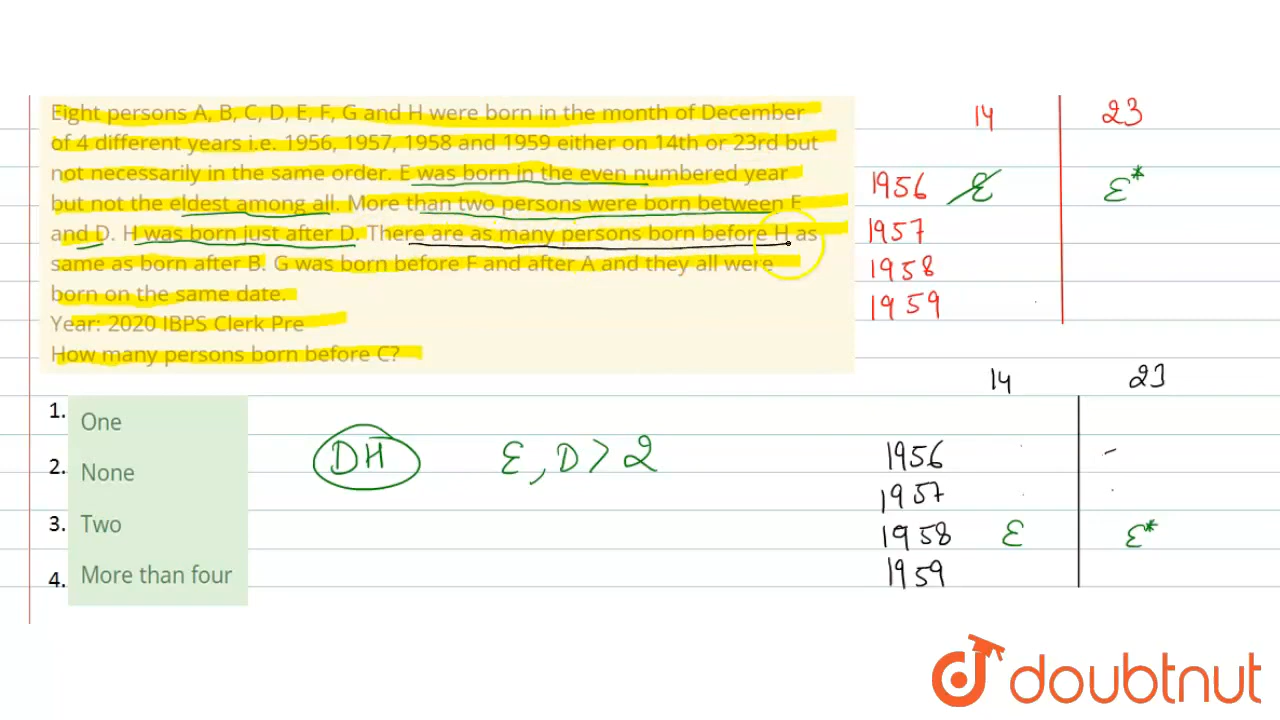 Eight persons A, B, C, D, E, F, G and H were born in the month of December
of 4 different years i.e. 1956, 1957, 1958 and 1959 either on 14th or 23rd but
not necessarily in the same order. E was born in the even numbered year
but not the eldest among all. More than two persons were born between E
and D. H was born just after D. There are as many persons born before H as
same as born after B. G was born before F and after A and they all were
born on the same date.
Year: 2020 IBPS Clerk Pre
How many persons born before C?
1. One
2. None
3. Two
4. More than four
DH E, D > 2
14 23
1956 E E*
1957
1958
1959
14 23
1956
1957
1958 E E*
1959
doubtnut